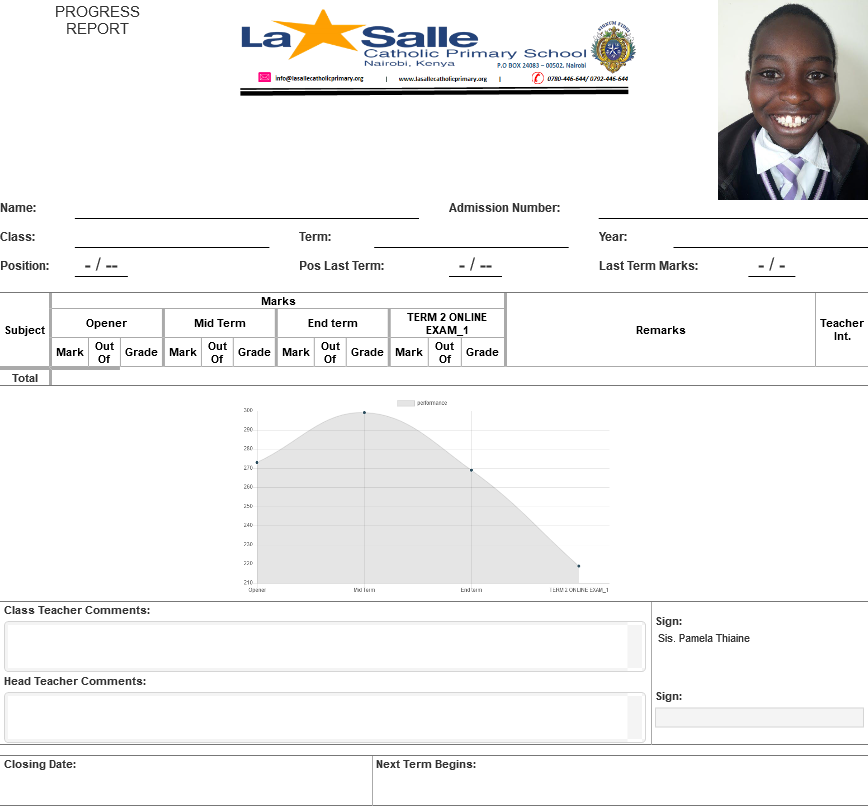 PROGRESS
REPORT
La Salle
Catholic Primary School
Nairobi, Kenya
P.O BOX 24083 – 00502. Nairobi
info@lasallecatholicprimary.org | www.lasallecatholicprimary.org | 0780-446-644/ 0792-446-644
Name: Admission Number:
Class: Term: Year:
Position: - / -- Pos Last Term: - / -- Last Term Marks: - / -
Subject Marks Remarks Teacher Int.
Opener Mid Term End term TERM 2 ONLINE EXAM_1
Mark Out Of Grade Mark Out Of Grade Mark Out Of Grade Mark Out Of Grade
Total
performance
300
290
280
270
260
250
240
230
220
210
Opener Mid Term End term TERM 2 ONLINE EXAM_1
Class Teacher Comments:
Sign:
Sis. Pamela Thiaine
Head Teacher Comments:
Sign:
Closing Date: Next Term Begins: